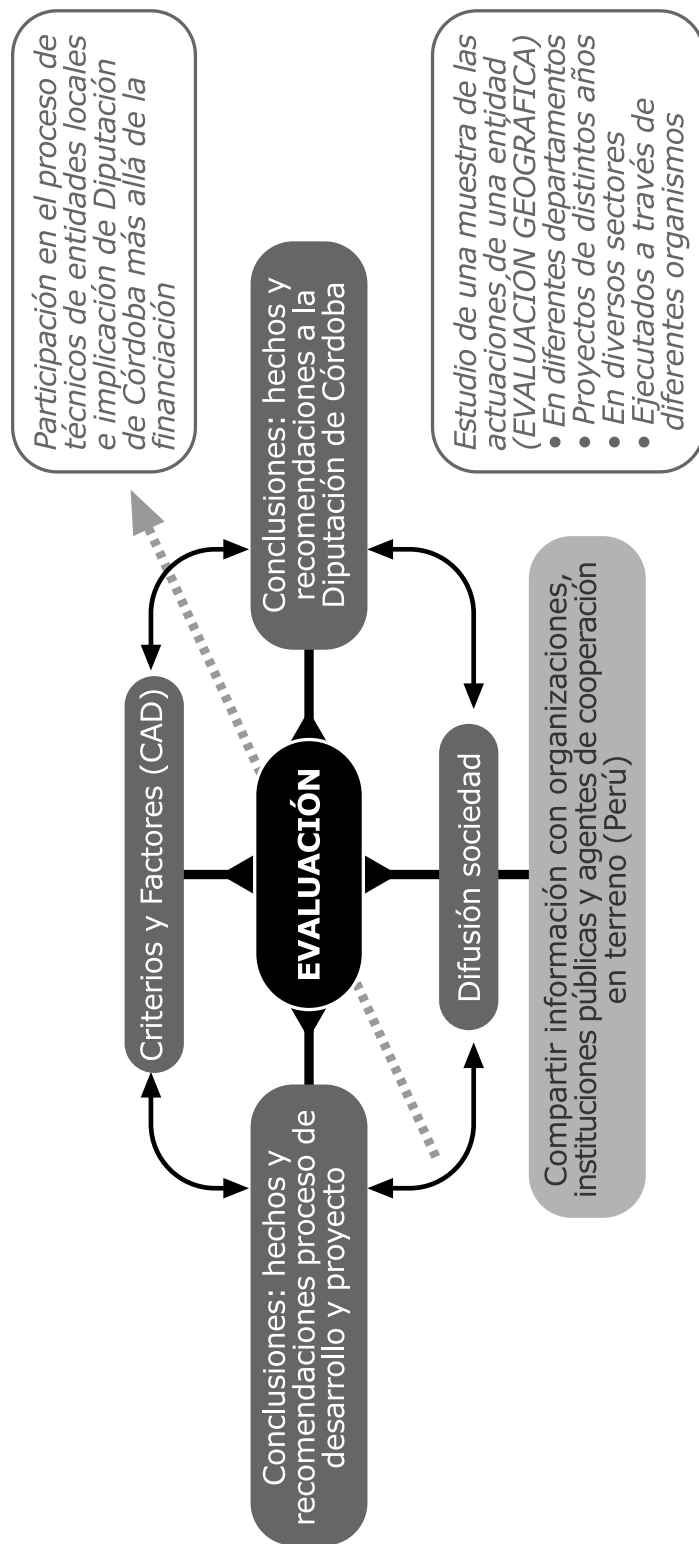 Participación en el proceso de
técnicos de entidades locales
e implicación de Diputación
de Córdoba más allá de la
financiación
Criterios y Factores (CAD)
Conclusiones: hechos y
recomendaciones proceso de
desarrollo y proyecto
EVALUACIÓN
Conclusiones: hechos y
recomendaciones a la
Diputación de Córdoba
Difusión sociedad
Compartir información con organizaciones,
instituciones públicas y agentes de cooperación
en terreno (Perú)
Estudio de una muestra de las
actuaciones de una entidad
(EVALUACIÓN GEOGRÁFICA)
• En diferentes departamentos
• Proyectos de distintos años
• En diversos sectores
• Ejecutados a través de
diferentes organismos